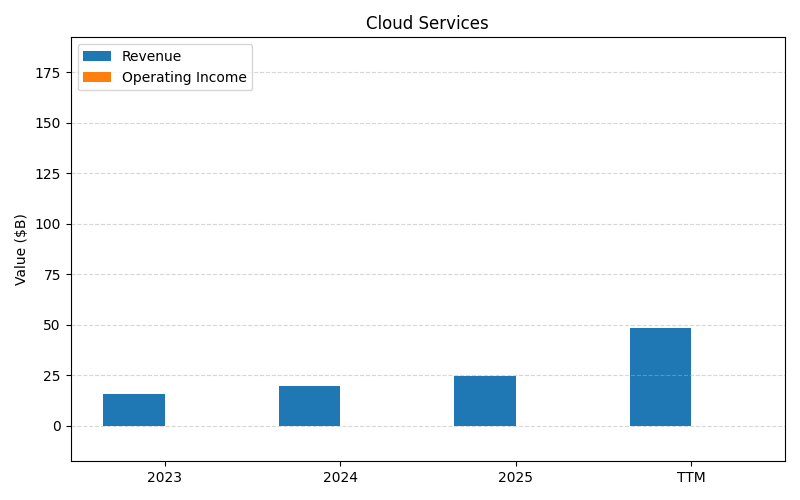 Cloud Services
Revenue
Operating Income
Value ($B)
175
150
125
100
75
50
25
0
2023
2024
2025
TTM